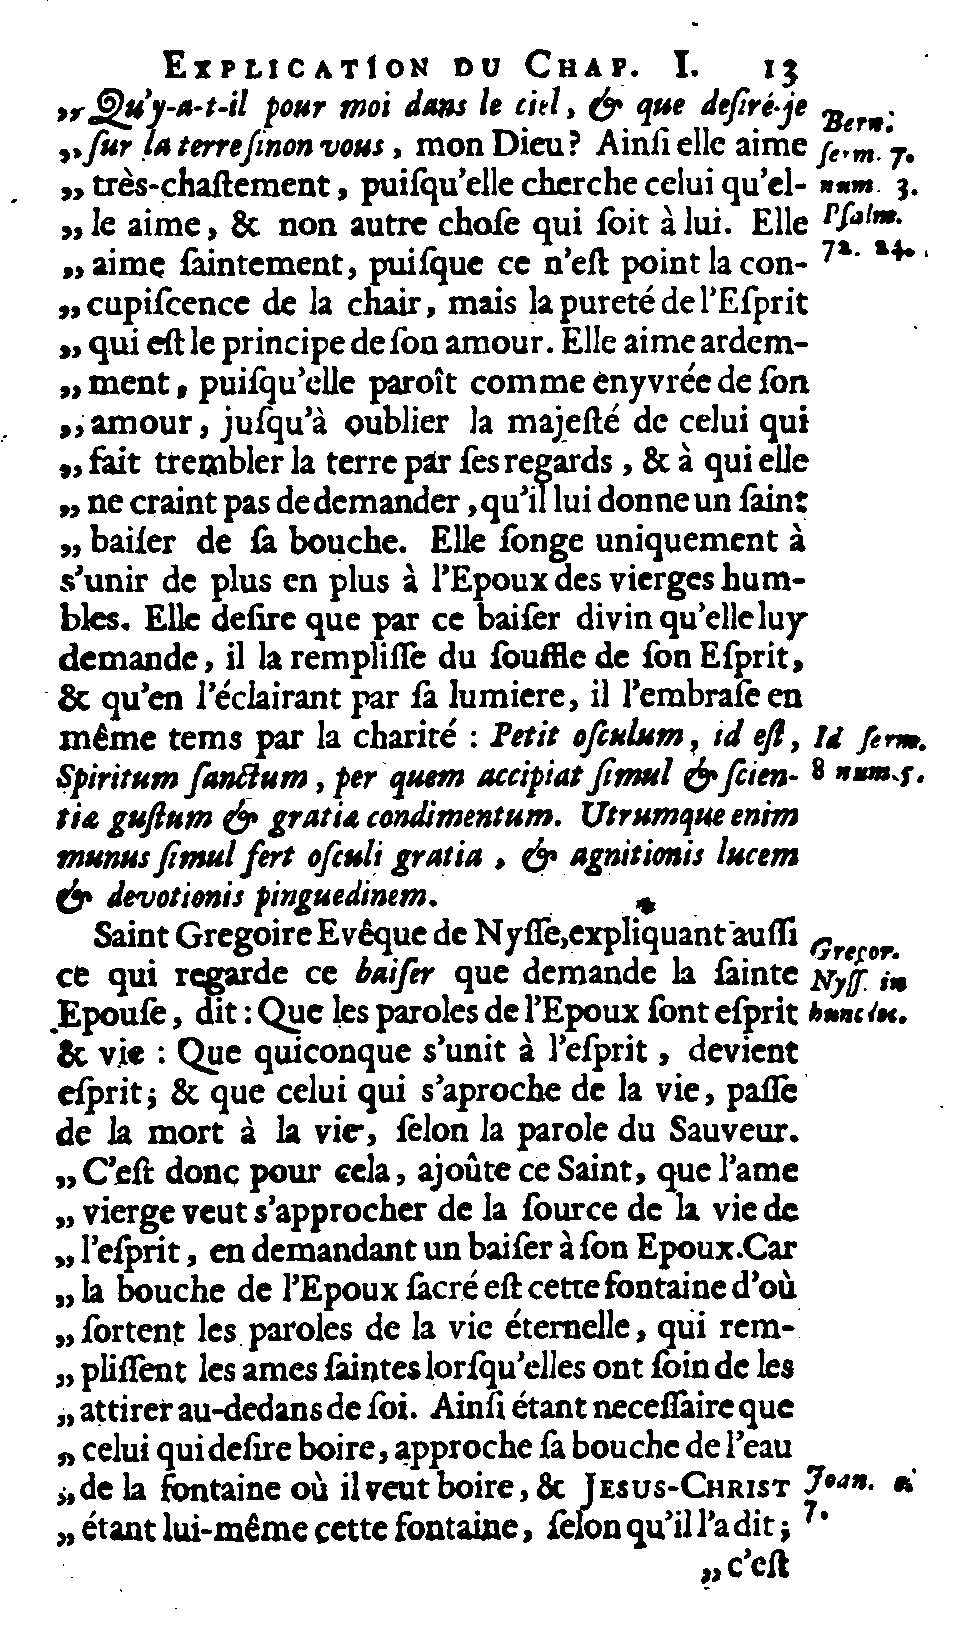 EXPLICATION DU CHAP. I. 13
„ Qu'y-a-t-il pour moi dans le ciel, & que desiré-je
„ ſur la terre ſinon vous, mon Dieu? Ainſi elle aime
„ très-chaſtement, puiſqu'elle cherche celui qu'el-
„ le aime, & non autre choſe qui ſoit à lui. Elle
„ aime ſaintement, puiſque ce n'eſt point la con-
„ cupiſcence de la chair, mais la pureté de l'Eſprit
„ qui eſt le principe de ſon amour. Elle aime ardem-
„ ment, puiſqu'elle paroît comme enyvrée de ſon
„ amour, juſqu'à oublier la majeſté de celui qui
„ fait trembler la terre par ſes regards, & à qui elle
„ ne craint pas de demander, qu'il lui donne un ſaint
„ baiſer de ſa bouche. Elle ſonge uniquement à
s'unir de plus en plus à l'Epoux des vierges hum-
bles. Elle deſire que par ce baiſer divin qu'elle luy
demande, il la rempliſſe du ſouffle de ſon Eſprit,
& qu'en l'éclairant par ſa lumiere, il l'embraſe en
même tems par la charité : Petit oſculum, id eſt,
Spiritum ſanctum, per quem accipiat ſimul & ſcien-
tiæ guſtum & gratiæ condimentum. Utrumque enim
munus ſimul fert oſculi gratia, & agnitionis lucem
& devotionis pinguedinem.
Saint Gregoire Evêque de Nyſſe, expliquant auſſi
ce qui regarde ce baiſer que demande la ſainte
Epouſe, dit : Que les paroles de l'Epoux ſont eſprit
& vie : Que quiconque s'unit à l'eſprit, devient
eſprit; & que celui qui s'aproche de la vie, paſſe
de la mort à la vie, ſelon la parole du Sauveur.
„ C'eſt donc pour cela, ajoûte ce Saint, que l'ame
„ vierge veut s'approcher de la ſource de la vie de
„ l'eſprit, en demandant un baiſer à ſon Epoux. Car
„ la bouche de l'Epoux ſacré eſt cette fontaine d'où
„ ſortent les paroles de la vie éternelle, qui rem-
„ pliſſent les ames ſaintes lorſqu'elles ont ſoin de les
„ attirer au-dedans de ſoi. Ainſi étant neceſſaire que
„ celui qui deſire boire, approche ſa bouche de l'eau
„ de la fontaine où il veut boire, & JESUS-CHRIST
„ étant lui-même cette fontaine, ſelon qu'il l'a dit;
„ c'eſt
Bern.
ſerm. 7.
num. 3.
Pſalm.
72. 24.
Id ſerm.
8 num. 5.
Gregor.
Nyſſ. in
hunc loc.
Joan.
7.